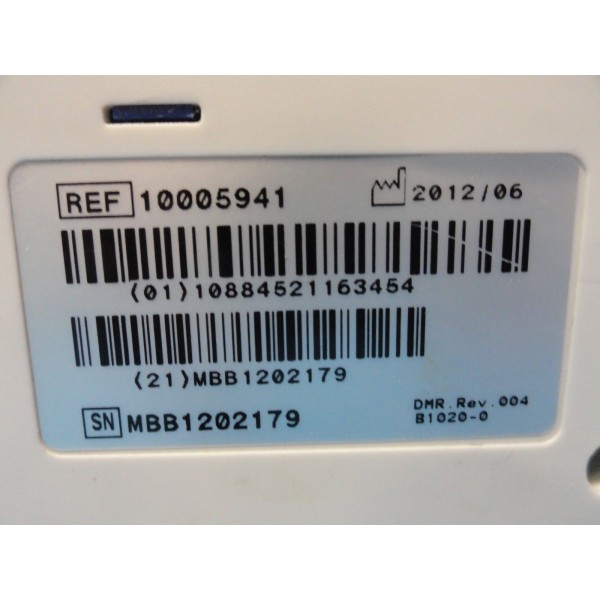 REF 10005941 2012/06
(01)10884521163454
(21)MBB1202179
SN MBB1202179
DMR.Rev.004
B1020-0